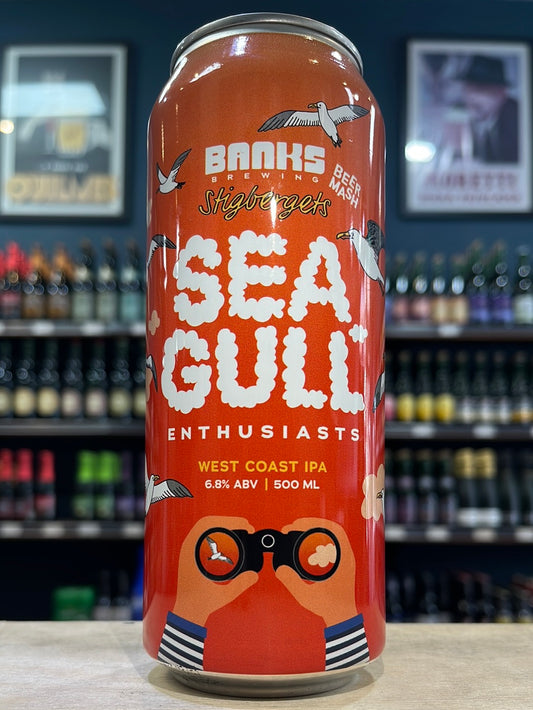 BANKS
BREWING
Stigbergets
BEER
MASH
SEA
GULL
ENTHUSIASTS
WEST COAST IPA
6.8% ABV | 500 ML